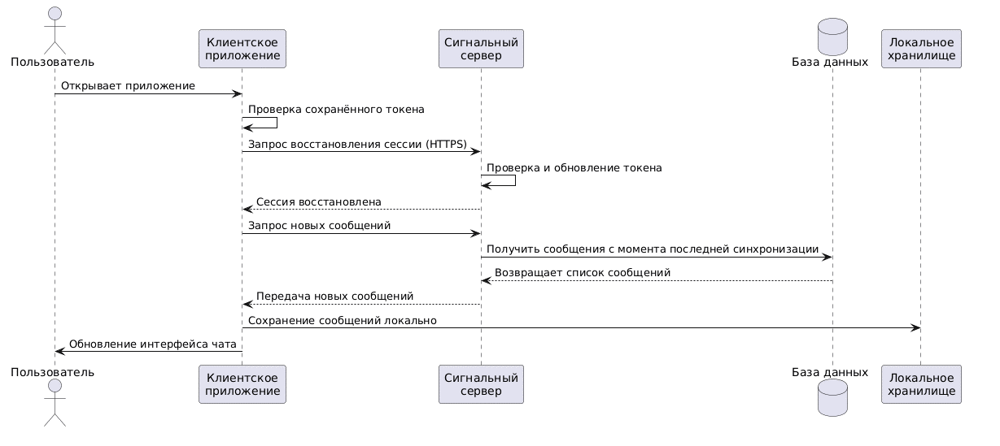 Пользователь
Клиентское
приложение
Сигнальный
сервер
База данных
Локальное
хранилище
Открывает приложение
Проверка сохранённого токена
Запрос восстановления сессии (HTTPS)
Проверка и обновление токена
Сессия восстановлена
Запрос новых сообщений
Получить сообщения с момента последней синхронизации
Возвращает список сообщений
Передача новых сообщений
Сохранение сообщений локально
Обновление интерфейса чата
Пользователь
Клиентское
приложение
Сигнальный
сервер
База данных
Локальное
хранилище